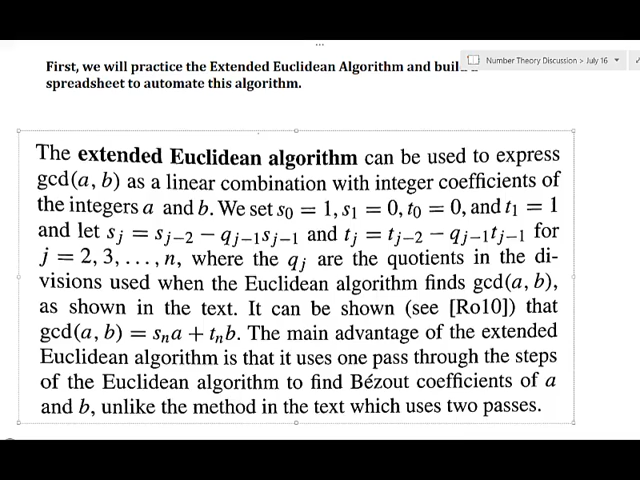 ...
Number Theory Discussion > July 16
First, we will practice the Extended Euclidean Algorithm and
spreadsheet to automate this algorithm.
The extended Euclidean algorithm can be used to express
gcd(a, b) as a linear combination with integer coefficients of
the integers a and b. We set s₀ = 1, s₁ = 0, t₀ = 0, and t₁ = 1
and let sⱼ = sⱼ₋₂ − qⱼ₋₁sⱼ₋₁ and tⱼ = tⱼ₋₂ − qⱼ₋₁tⱼ₋₁ for
j = 2, 3, . . . , n, where the qⱼ are the quotients in the di-
visions used when the Euclidean algorithm finds gcd(a, b),
as shown in the text. It can be shown (see [Ro10]) that
gcd(a, b) = sₙa + tₙb. The main advantage of the extended
Euclidean algorithm is that it uses one pass through the steps
of the Euclidean algorithm to find Bézout coefficients of a
and b, unlike the method in the text which uses two passes.